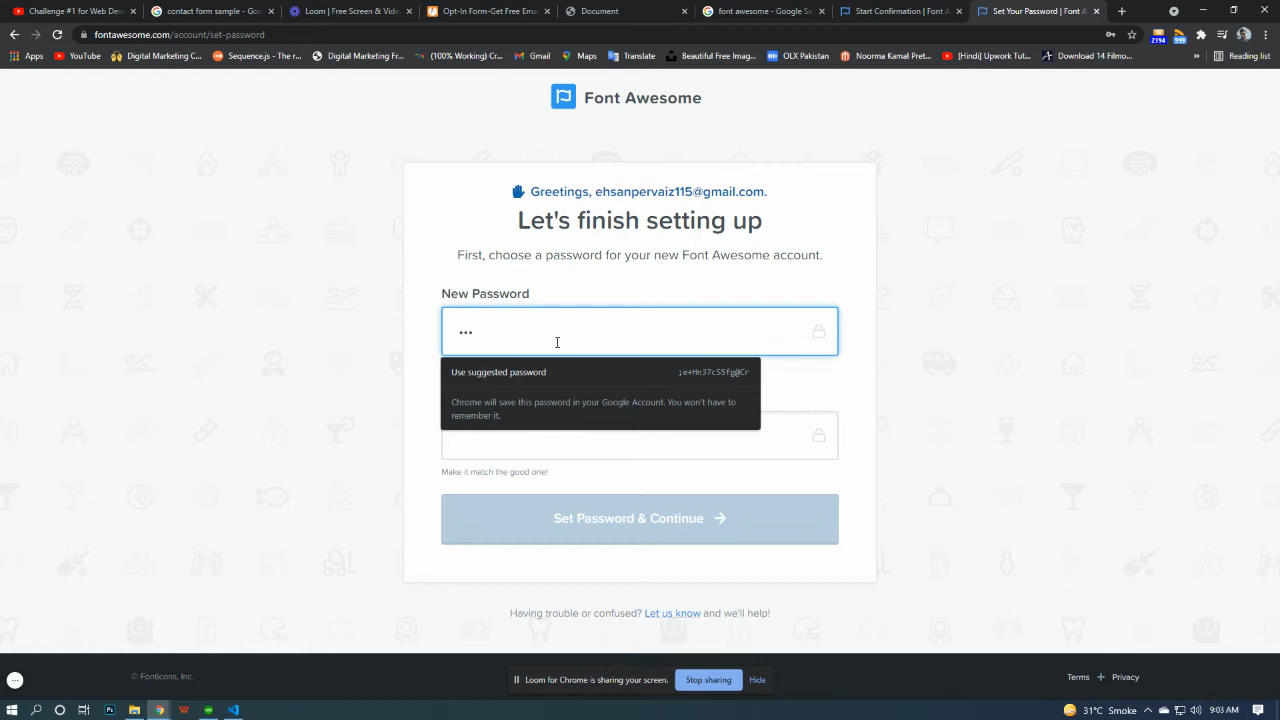 Challenge #1 for Web Dev
contact form sample - Go
Loom | Free Screen & Vide
Opt-In Form-Get Free Ema
Document
font awesome - Google Se
Start Confirmation | Font A
Set Your Password | Font A
fontawesome.com/account/set-password
2194
999
Apps
YouTube
Digital Marketing C...
Sequence.js - The r...
Digital Marketing F...
(100% Working) Cr...
Gmail
Maps
Translate
Beautiful Free Imag...
OLX Pakistan
Noorma Kamal Pret...
[Hindi] Upwork Tut...
Download 14 Filmo...
»
Reading list
Font Awesome
Greetings, ehsanpervaiz115@gmail.com.
Let's finish setting up
First, choose a password for your new Font Awesome account.
New Password
•••
Use suggested password
;e+Hn37cS5fg@Cr
Chrome will save this password in your Google Account. You won't have to
remember it.
Make it match the good one!
Set Password & Continue →
Having trouble or confused? Let us know and we'll help!
© Fonticons, Inc.
Loom for Chrome is sharing your screen.
Stop sharing
Hide
Terms + Privacy
31°C Smoke
9:03 AM